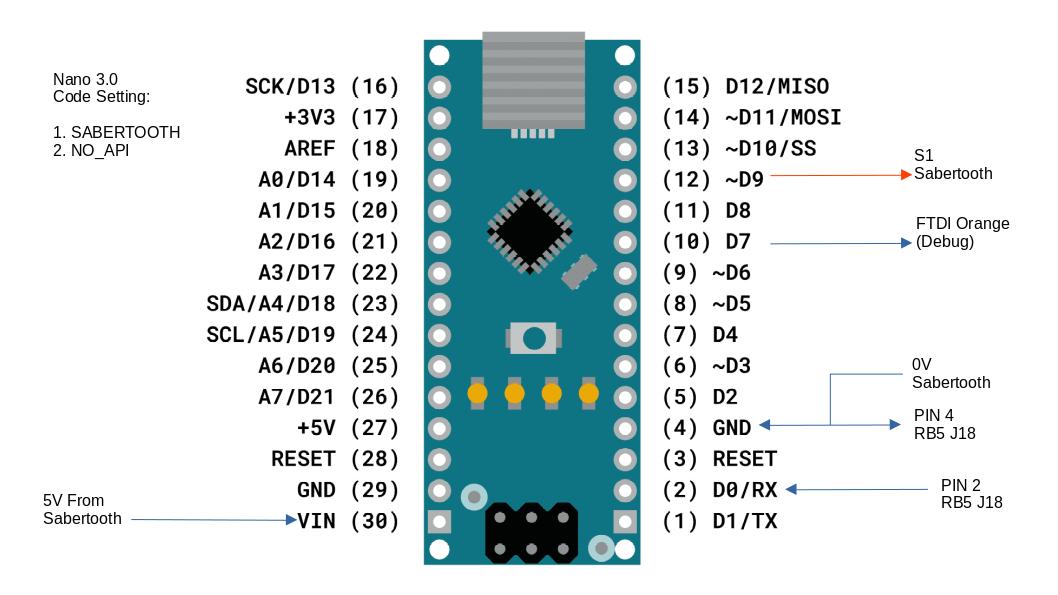 Nano 3.0
Code Setting:
1. SABERTOOTH
2. NO_API
SCK/D13 (16)
+3V3 (17)
AREF (18)
A0/D14 (19)
A1/D15 (20)
A2/D16 (21)
A3/D17 (22)
SDA/A4/D18 (23)
SCL/A5/D19 (24)
A6/D20 (25)
A7/D21 (26)
+5V (27)
RESET (28)
GND (29)
VIN (30)
5V From
Sabertooth
(15) D12/MISO
(14) ~D11/MOSI
(13) ~D10/SS
(12) ~D9
(11) D8
(10) D7
(9) ~D6
(8) ~D5
(7) D4
(6) ~D3
(5) D2
(4) GND
(3) RESET
(2) D0/RX
(1) D1/TX
S1
Sabertooth
FTDI Orange
(Debug)
0V
Sabertooth
PIN 4
RB5 J18
PIN 2
RB5 J18